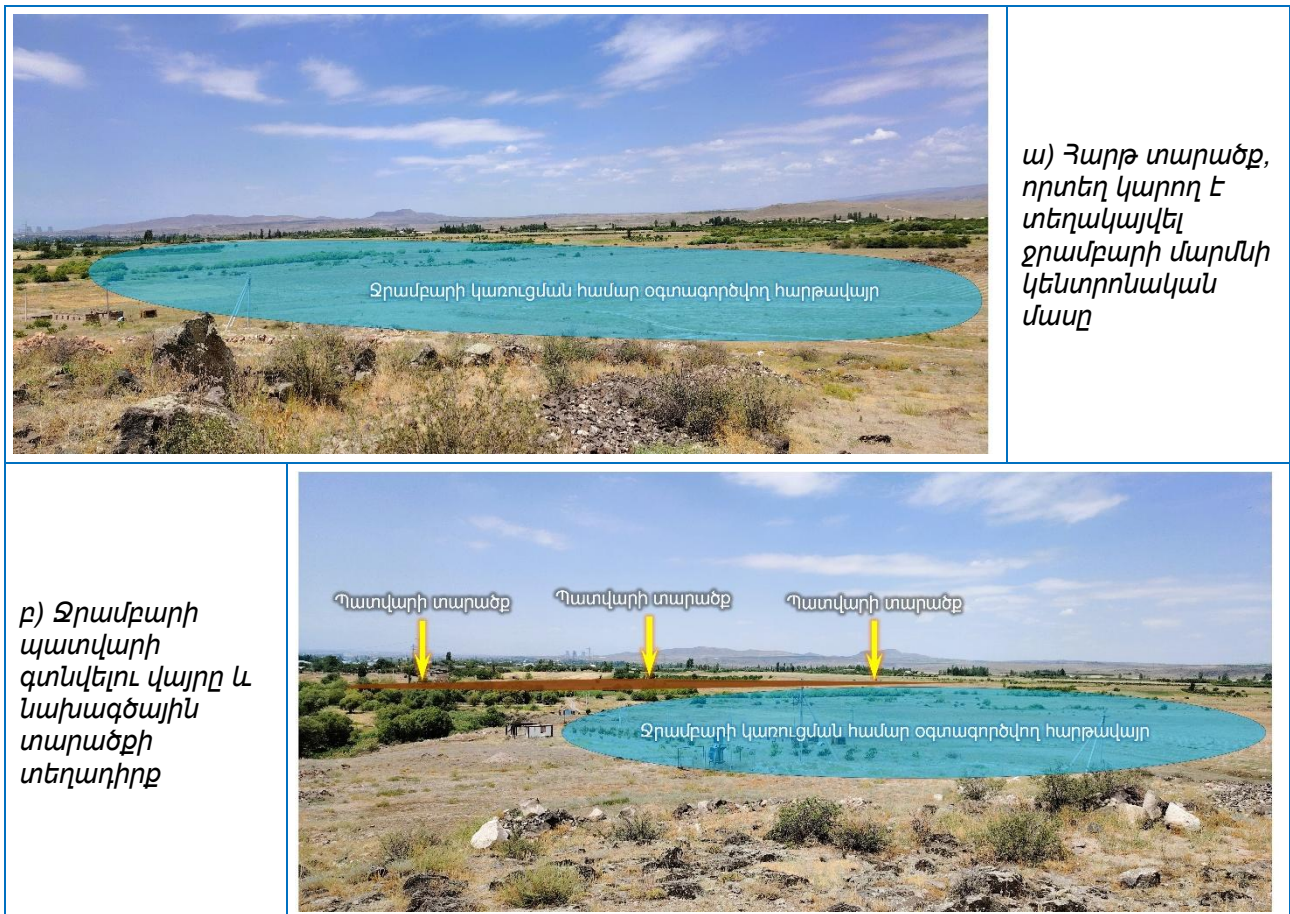 Ջրամբարի կառուցման համար օգտագործվող հարթավայր
ա) Հարթ տարածք,
որտեղ կարող է
տեղակայվել
ջրամբարի մարմնի
կենտրոնական
մասը
բ) Ջրամբարի
պատվարի
գտնվելու վայրը և
նախագծային
տարածքի
տեղադիրք
Պատվարի տարածք
Պատվարի տարածք
Պատվարի տարածք
Ջրամբարի կառուցման համար օգտագործվող հարթավայր